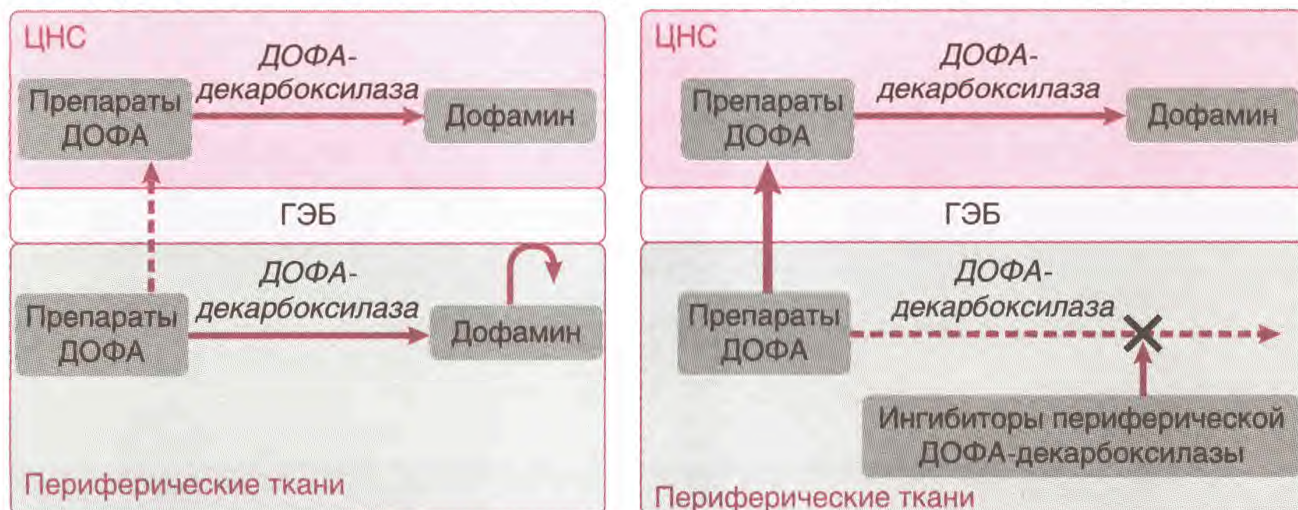 ЦНС
ДОФА-
декарбоксилаза
Препараты
ДОФА
Дофамин
ГЭБ
ДОФА-
декарбоксилаза
Препараты
ДОФА
Дофамин
Периферические ткани
ЦНС
ДОФА-
декарбоксилаза
Препараты
ДОФА
Дофамин
ГЭБ
ДОФА-
декарбоксилаза
Препараты
ДОФА
Ингибиторы периферической
ДОФА-декарбоксилазы
Периферические ткани